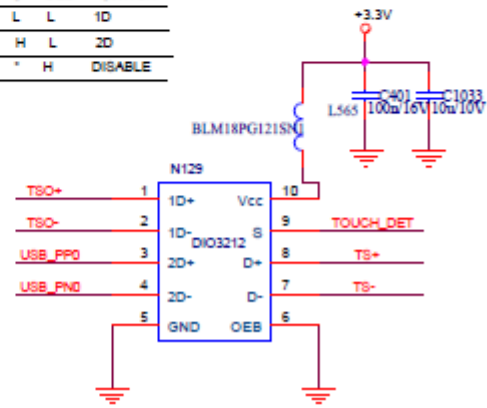 L L 1D
H L 2D
* H DISABLE
+3.3V
C401 C1033
L565 100n/16V 10u/10V
BLM18PG121SN1
N129
TSO+ 1 1D+ Vcc 10
TSO- 2 1D- S 9 TOUCH_DET
DIO3212
USB_PP0 3 2D+ D+ 8 TS+
USB_PN0 4 2D- D- 7 TS-
5 GND OEB 6